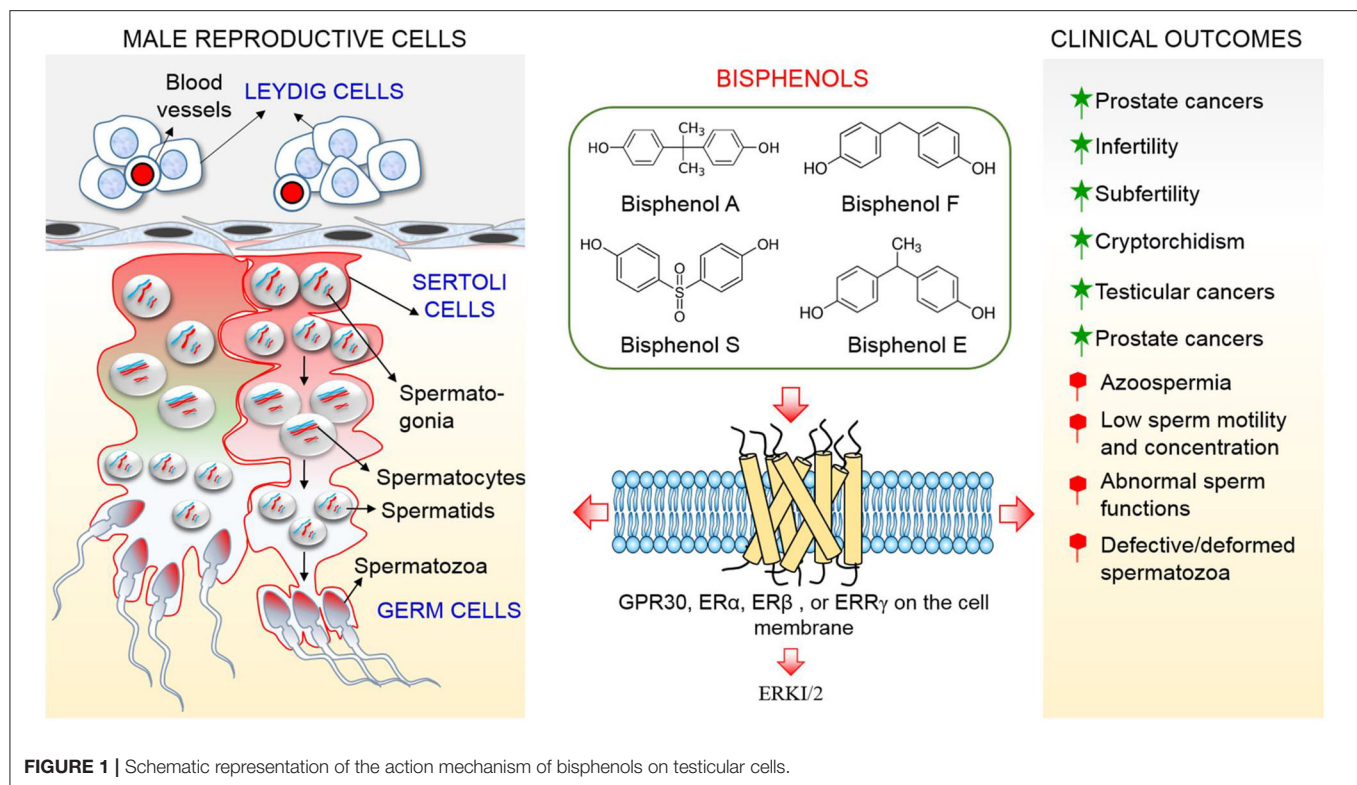 MALE REPRODUCTIVE CELLS
Blood
vessels
LEYDIG CELLS
SERTOLI
CELLS
Spermato-
gonia
Spermatocytes
Spermatids
Spermatozoa
GERM CELLS
BISPHENOLS
HO
CH₃
CH₃
OH
Bisphenol A
HO
OH
Bisphenol F
HO
O
S
O
OH
Bisphenol S
CH₃
HO
OH
Bisphenol E
GPR30, ERα, ERβ , or ERRγ on the cell
membrane
ERKI/2
CLINICAL OUTCOMES
Prostate cancers
Infertility
Subfertility
Cryptorchidism
Testicular cancers
Prostate cancers
Azoospermia
Low sperm motility
and concentration
Abnormal sperm
functions
Defective/deformed
spermatozoa
FIGURE 1 | Schematic representation of the action mechanism of bisphenols on testicular cells.